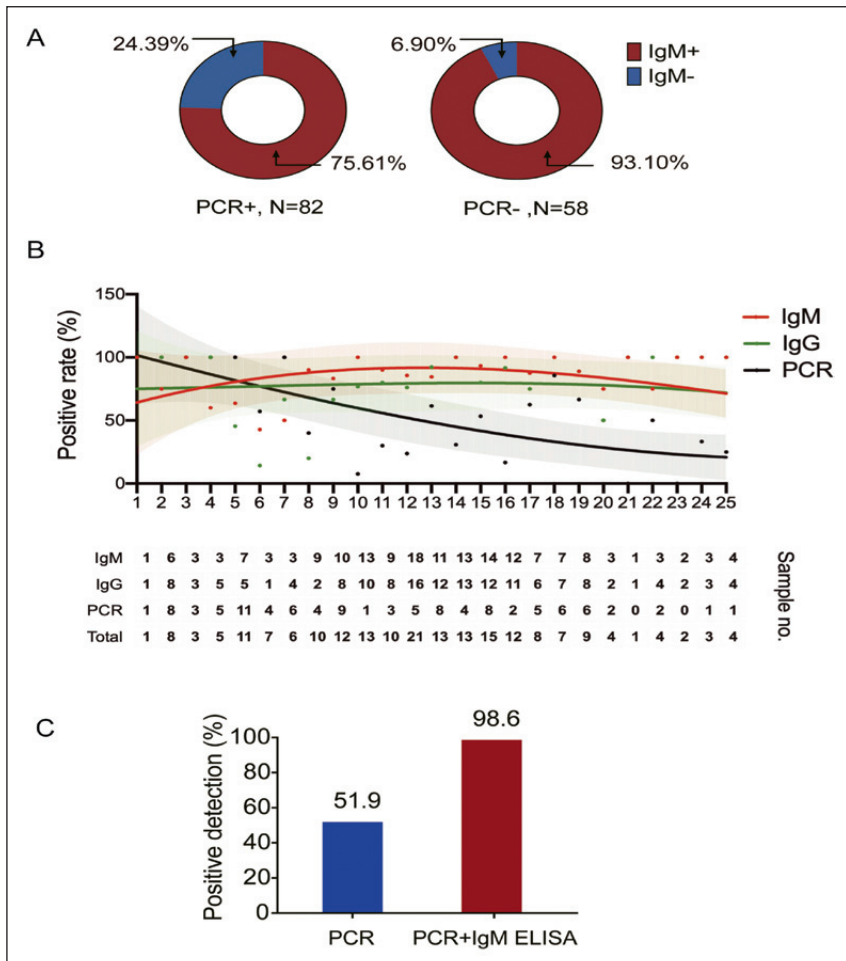 A
24.39%
75.61%
PCR+, N=82
6.90%
93.10%
PCR- ,N=58
IgM+
IgM-
B
Positive rate (%)
150
100
50
0
1 2 3 4 5 6 7 8 9 10 11 12 13 14 15 16 17 18 19 20 21 22 23 24 25
IgM
IgG
PCR
IgM 1 6 3 3 7 3 3 9 10 13 9 18 11 13 14 12 7 7 8 3 1 3 2 3 4
IgG 1 8 3 5 5 1 4 2 8 10 8 16 12 13 12 11 6 7 8 2 1 4 2 3 4
PCR 1 8 3 5 11 4 6 4 9 1 3 5 8 4 8 2 5 6 6 2 0 2 0 1 1
Total 1 8 3 5 11 7 6 10 12 13 10 21 13 13 15 12 8 7 9 4 1 4 2 3 4
Sample no.
C
Positive detection (%)
100
80
60
40
20
0
51.9
98.6
PCR
PCR+IgM ELISA